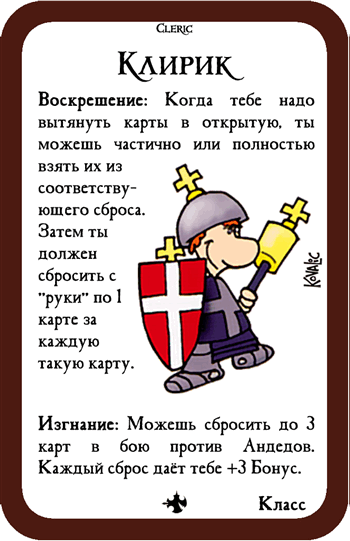 Cleric
Клирик
Воскрешение: Когда тебе надо
вытянуть карты в открытую, ты
можешь частично или полностью
взять их из
соответству-
ющего сброса.
Затем ты
должен
сбросить с
"руки" по 1
карте за
каждую
такую карту.
Kovalic
Изгнание: Можешь сбросить до 3
карт в бою против Андедов.
Каждый сброс даёт тебе +3 Бонус.
Класс